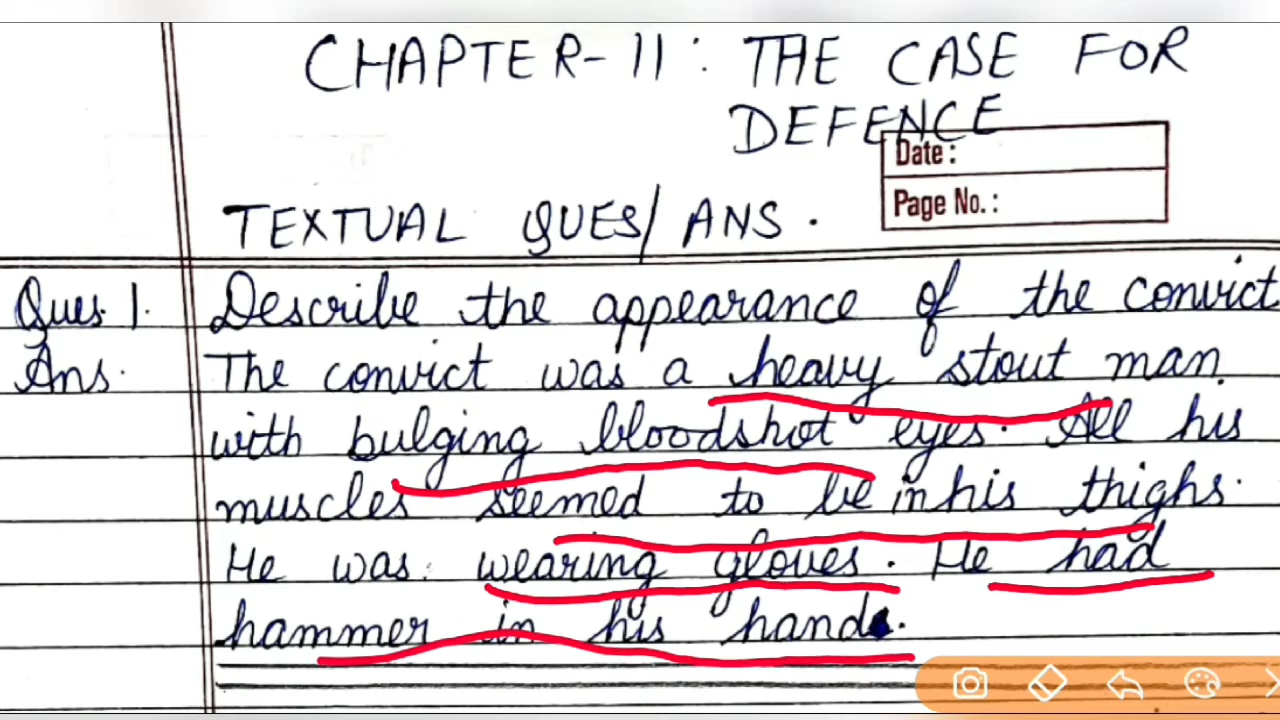 CHAPTER-11: THE CASE FOR
DEFENCE
Date :
Page No. :
TEXTUAL QUES/ANS.
Ques. 1. Describe the appearance of the convict
Ans. The convict was a heavy stout man
with bulging bloodshot eyes. All his
muscles seemed to be in his thighs.
He was wearing gloves. He had
hammer in his hand.